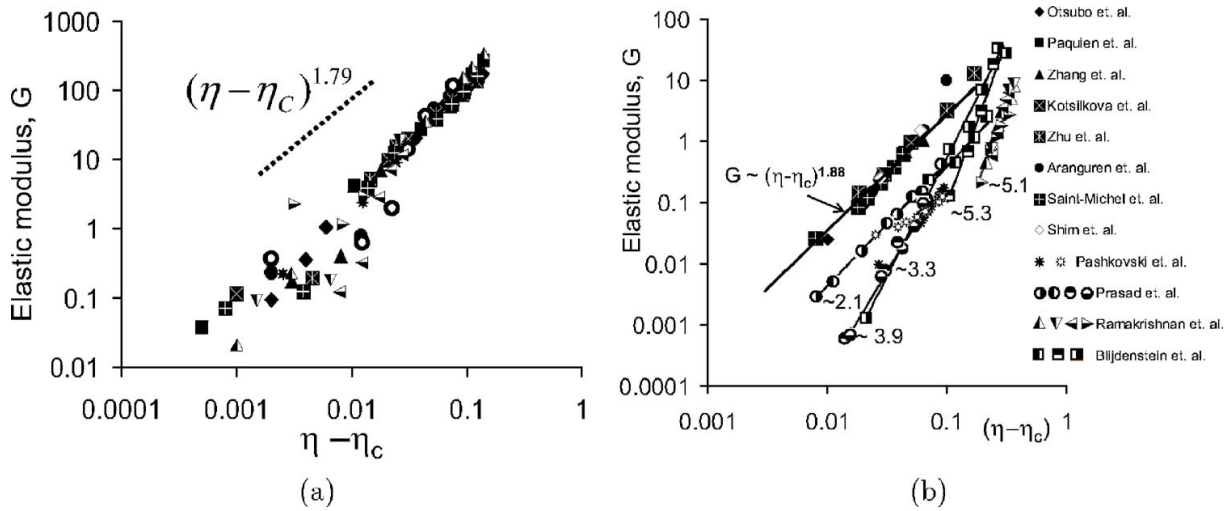 1000
100
10
1
0.1
0.01
Elastic modulus, G
(η – η_C)^1.79
0.0001 0.001 0.01 0.1 1
η – η_c
(a)
100
10
1
0.1
0.01
0.001
0.0001
Elastic modulus, G
G ~ (η-η_c)^1.88
~5.1
~5.3
~3.3
~2.1
~ 3.9
0.001 0.01 0.1 1
(η–η_c)
(b)
Otsubo et. al.
Paquien et. al.
Zhang et. al.
Kotsilkova et. al.
Zhu et. al.
Aranguren et. al.
Saint-Michel et. al.
Shim et. al.
Pashkovski et. al.
Prasad et. al.
Ramakrishnan et. al.
Blijdenstein et. al.